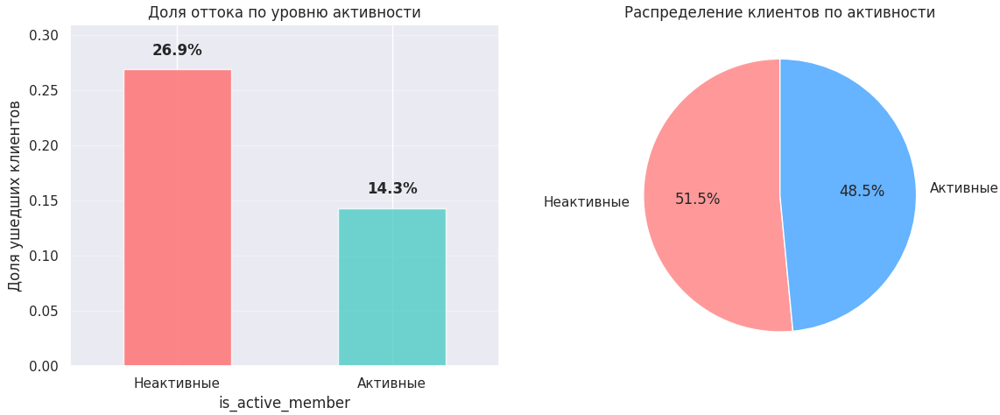 Доля оттока по уровню активности
Доля ушедших клиентов
0.30
0.25
0.20
0.15
0.10
0.05
0.00
26.9%
14.3%
Неактивные
Активные
is_active_member
Распределение клиентов по активности
Неактивные
51.5%
48.5%
Активные